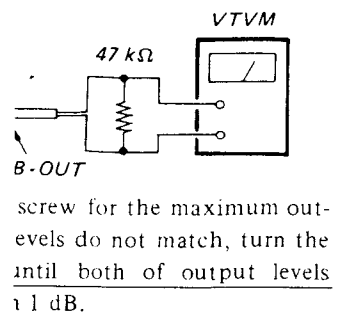 VTVM
47 kΩ
B-OUT
screw for the maximum out-
evels do not match, turn the
until both of output levels
1 dB.